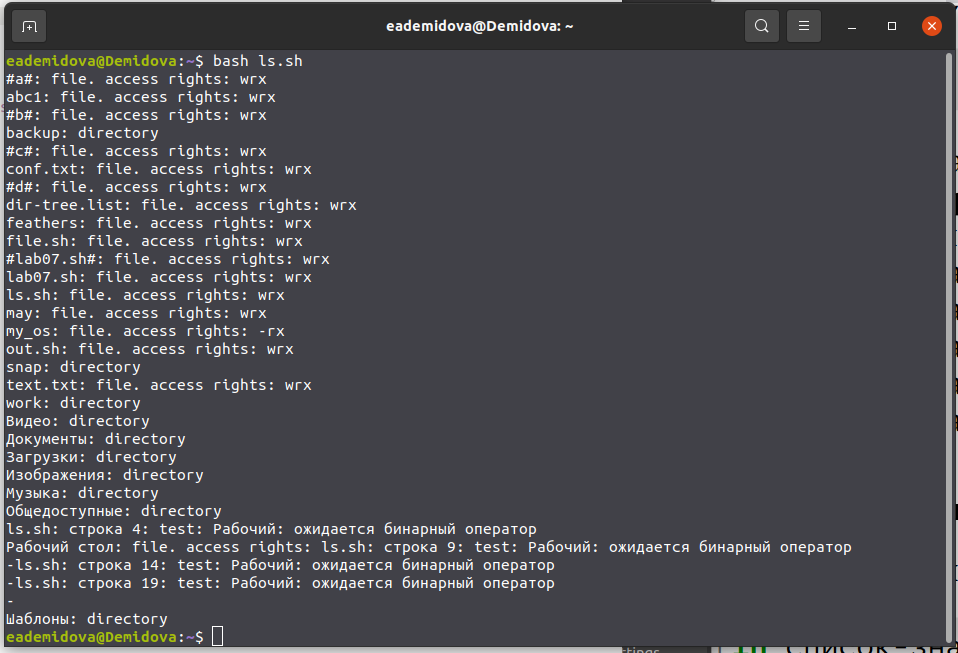 eademidova@Demidova: ~
eademidova@Demidova:~$ bash ls.sh
#a#: file. access rights: wrx
abc1: file. access rights: wrx
#b#: file. access rights: wrx
backup: directory
#c#: file. access rights: wrx
conf.txt: file. access rights: wrx
#d#: file. access rights: wrx
dir-tree.list: file. access rights: wrx
feathers: file. access rights: wrx
file.sh: file. access rights: wrx
#lab07.sh#: file. access rights: wrx
lab07.sh: file. access rights: wrx
ls.sh: file. access rights: wrx
may: file. access rights: wrx
my_os: file. access rights: -rx
out.sh: file. access rights: wrx
snap: directory
text.txt: file. access rights: wrx
work: directory
Видео: directory
Документы: directory
Загрузки: directory
Изображения: directory
Музыка: directory
Общедоступные: directory
ls.sh: строка 4: test: Рабочий: ожидается бинарный оператор
Рабочий стол: file. access rights: ls.sh: строка 9: test: Рабочий: ожидается бинарный оператор
-ls.sh: строка 14: test: Рабочий: ожидается бинарный оператор
-ls.sh: строка 19: test: Рабочий: ожидается бинарный оператор
-
Шаблоны: directory
eademidova@Demidova:~$